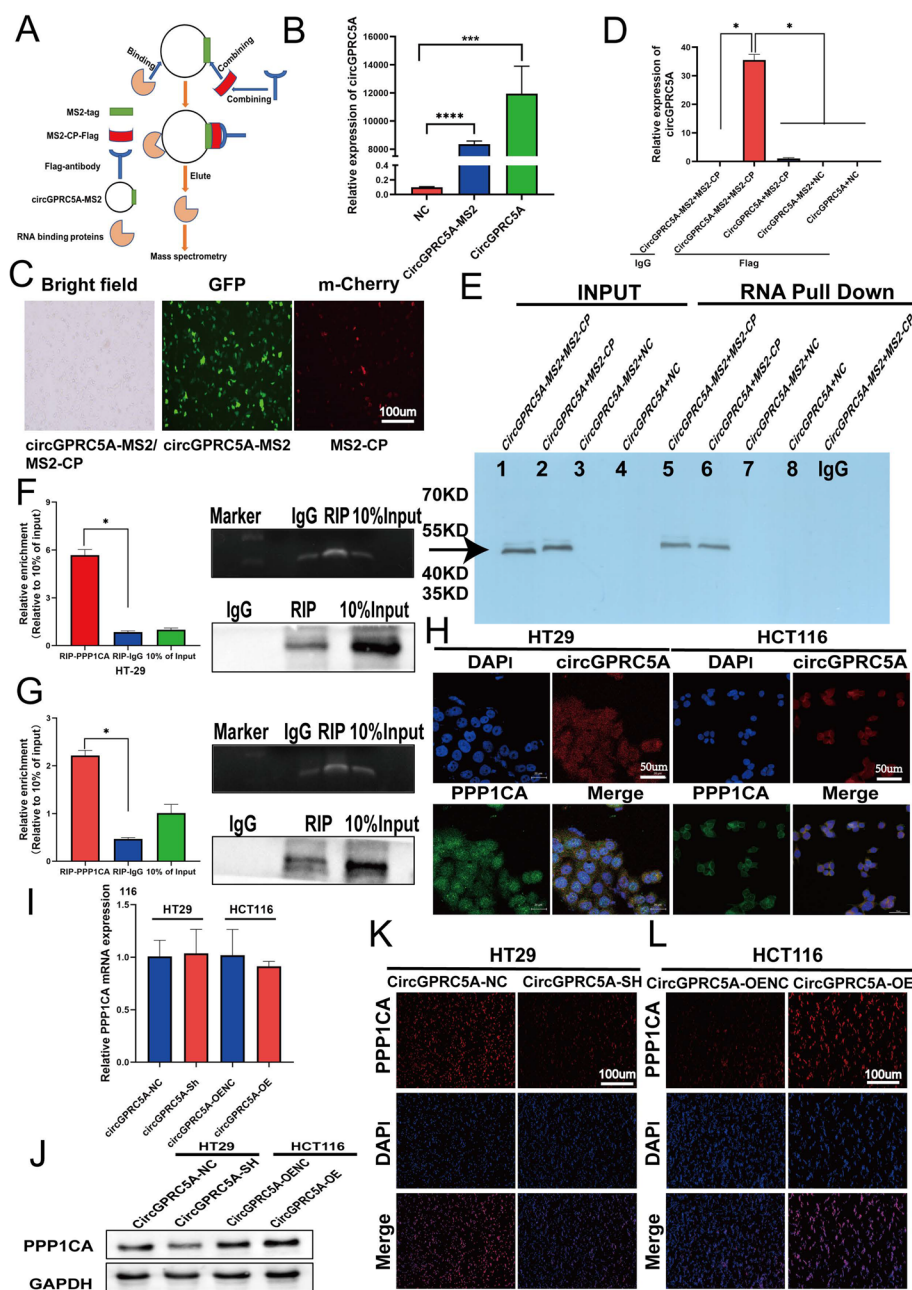 A
Binding
Combining
Combining
MS2-tag
MS2-CP-Flag
Flag-antibody
circGPRC5A-MS2
RNA binding proteins
Elute
Mass spectrometry
B
Relative expression of circGPRC5A
16000
14000
12000
10000
8000
0.4
0.2
0.0
****
***
NC
CircGPRC5A-MS2
CircGPRC5A
D
Relative expression of
circGPRC5A
40
30
20
10
0
*
*
CircGPRC5A-MS2+MS2-CP
CircGPRC5A-MS2+MS2-CP
CircGPRC5A+MS2-CP
CircGPRC5A-MS2+NC
CircGPRC5A+NC
IgG
Flag
C
Bright field
GFP
m-Cherry
100um
circGPRC5A-MS2/
MS2-CP
circGPRC5A-MS2
MS2-CP
E
INPUT
RNA Pull Down
CircGPRC5A-MS2+MS2-CP
CircGPRC5A+MS2-CP
CircGPRC5A-MS2+NC
CircGPRC5A+NC
CircGPRC5A-MS2+MS2-CP
CircGPRC5A+MS2-CP
CircGPRC5A-MS2+NC
CircGPRC5A+NC
CircGPRC5A-MS2+MS2-CP
1 2 3 4 5 6 7 8 IgG
70KD
55KD
40KD
35KD
F
Relative enrichment
(Relative to 10% of input)
6
4
2
0
*
RIP-PPP1CA RIP-IgG 10% of Input
HT-29
Marker IgG RIP 10%Input
IgG RIP 10%Input
G
Relative enrichment
(Relative to 10% of input)
3
2
1
0
*
RIP-PPP1CA RIP-IgG 10% of Input
116
Marker IgG RIP 10%Input
IgG RIP 10%Input
H
HT29
HCT116
DAPI circGPRC5A DAPI circGPRC5A
50um
50um
PPP1CA Merge PPP1CA Merge
I
Relative PPP1CA mRNA expression
1.5
1.0
0.5
0.0
HT29
HCT116
circGPRC5A-NC
circGPRC5A-Sh
circGPRC5A-OENC
circGPRC5A-OE
J
HT29
HCT116
CircGPRC5A-NC
CircGPRC5A-SH
CircGPRC5A-OENC
CircGPRC5A-OE
PPP1CA
GAPDH
K
HT29
CircGPRC5A-NC CircGPRC5A-SH
PPP1CA
100um
DAPI
Merge
L
HCT116
CircGPRC5A-OENC CircGPRC5A-OE
PPP1CA
100um
DAPI
Merge